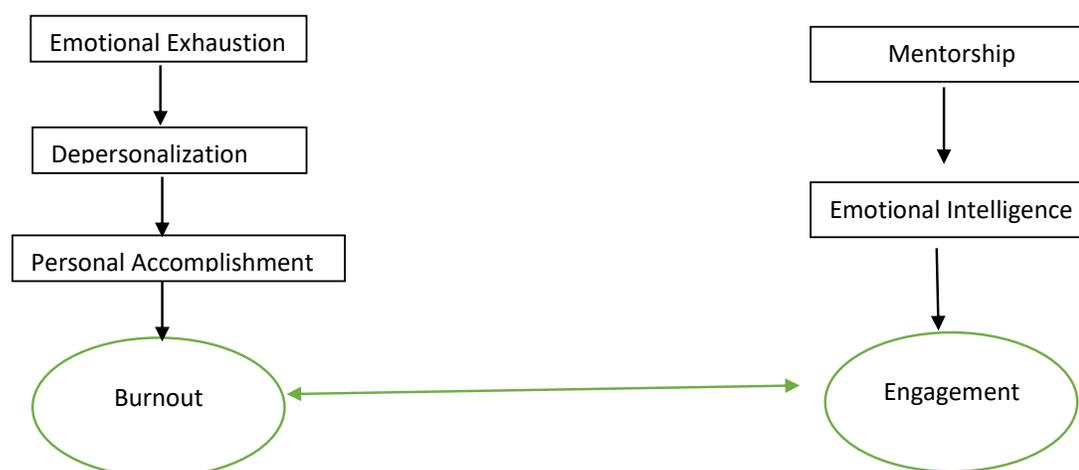 Emotional Exhaustion
Depersonalization
Personal Accomplishment
Burnout
Mentorship
Emotional Intelligence
Engagement